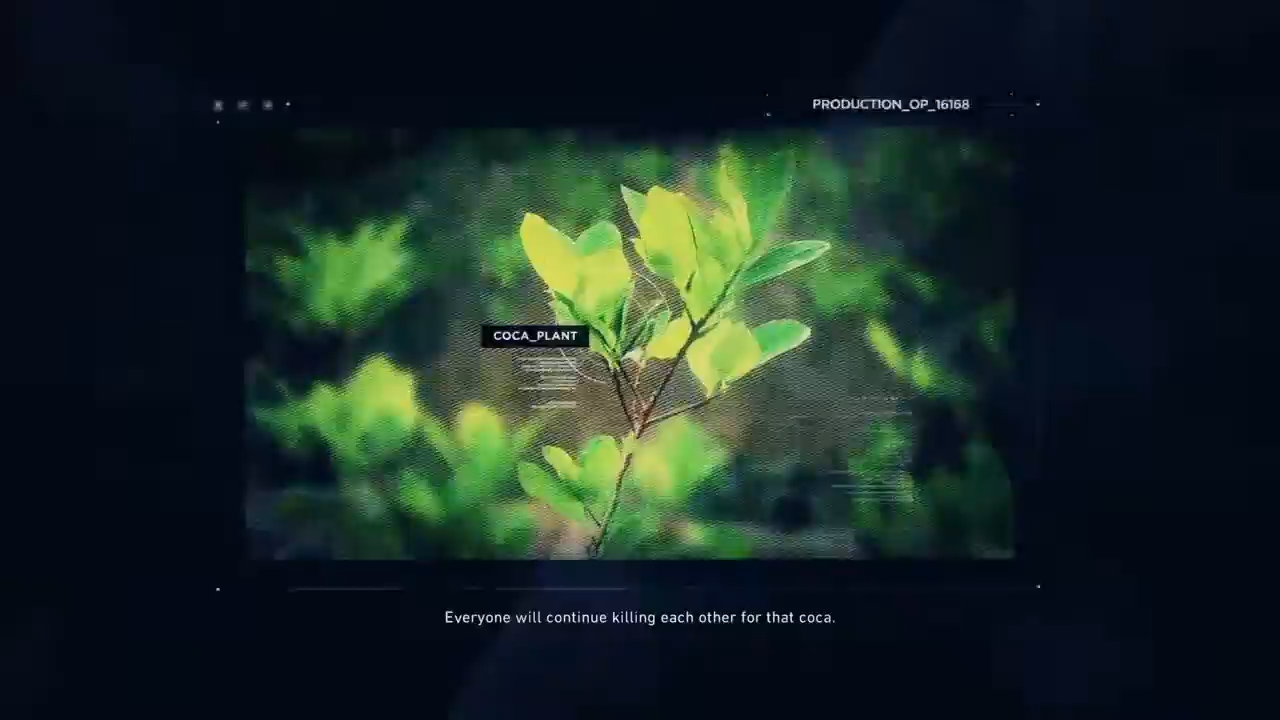 PRODUCTION_OP_16168
COCA_PLANT
Everyone will continue killing each other for that coca.